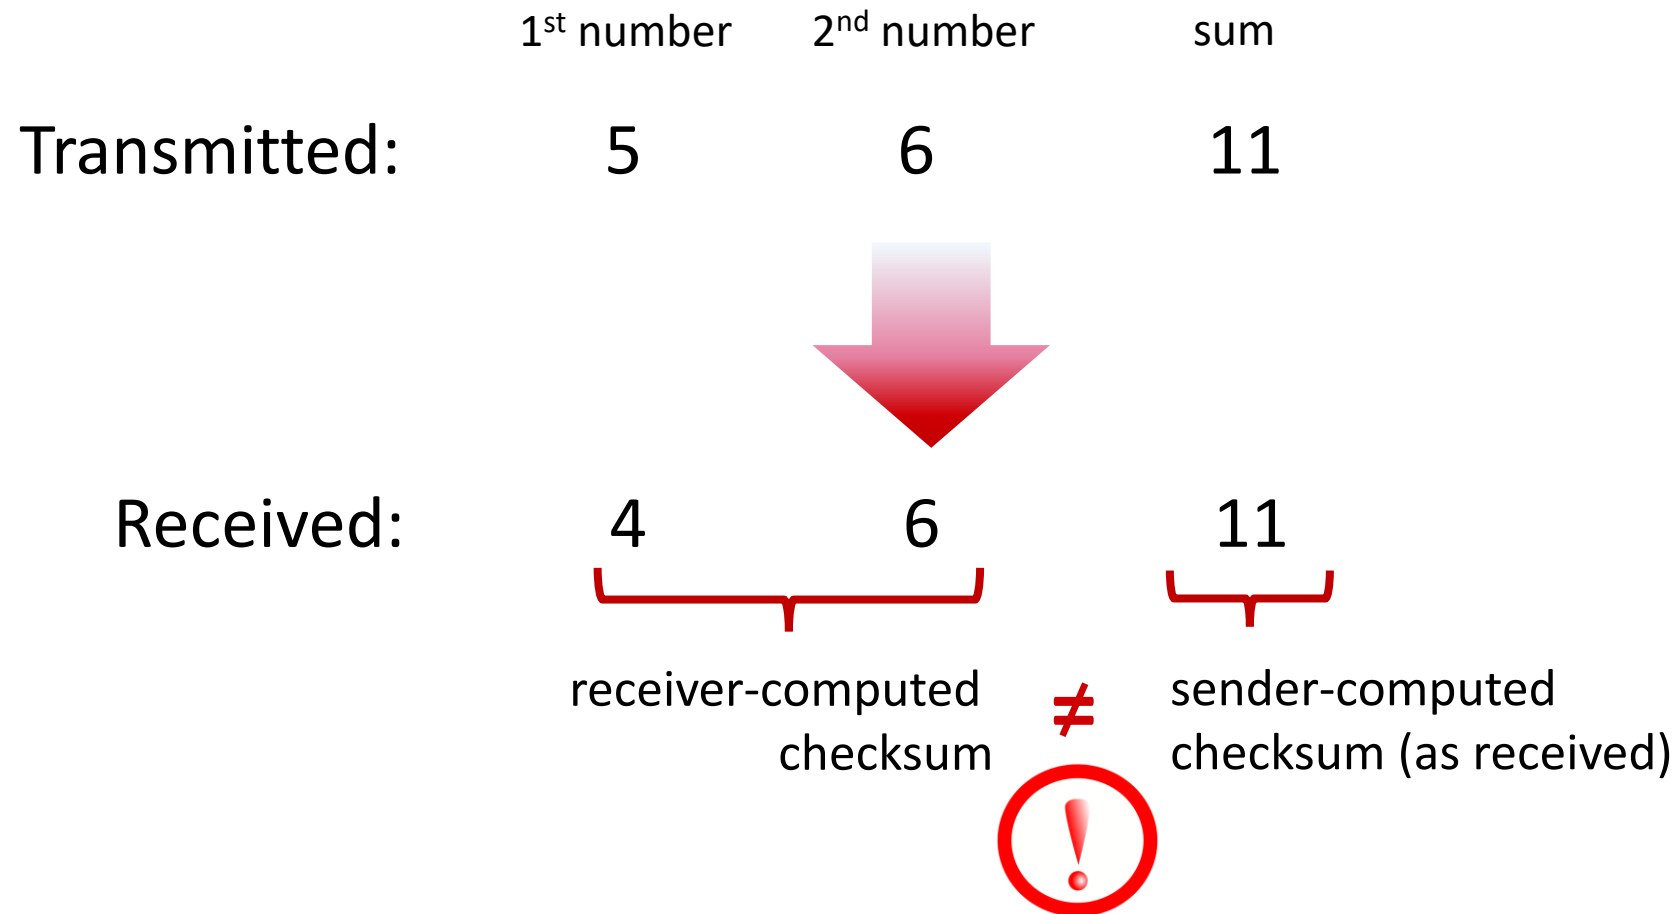 1st number 2nd number sum
Transmitted: 5 6 11
Received: 4 6 11
receiver-computed ≠ sender-computed
checksum checksum (as received)
!